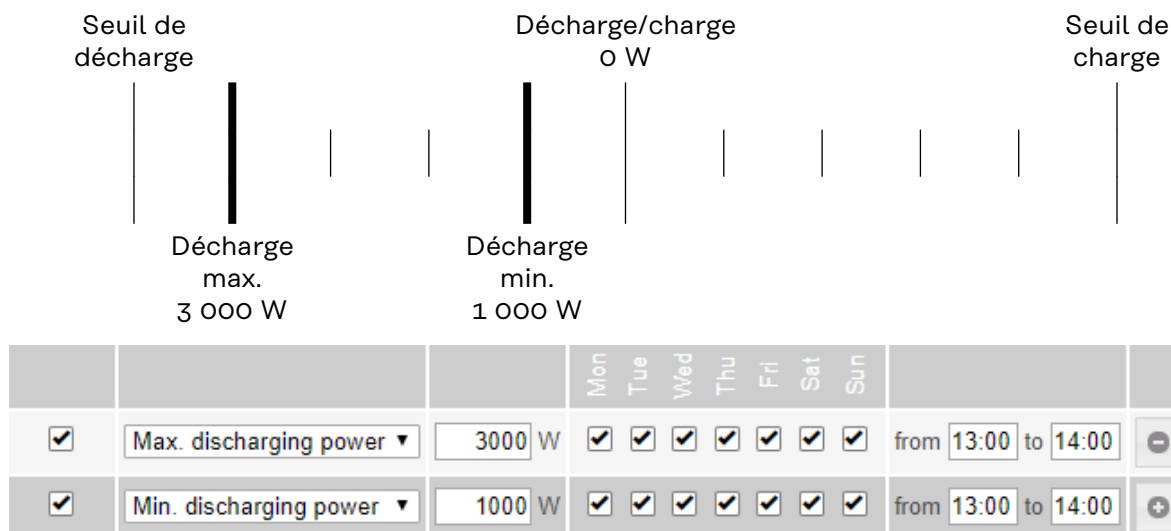 Seuil de
décharge
Décharge/charge
0 W
Seuil de
charge
Décharge
max.
3 000 W
Décharge
min.
1 000 W
Mon Tue Wed Thu Fri Sat Sun
Max. discharging power 3000 W from 13:00 to 14:00
Min. discharging power 1000 W from 13:00 to 14:00